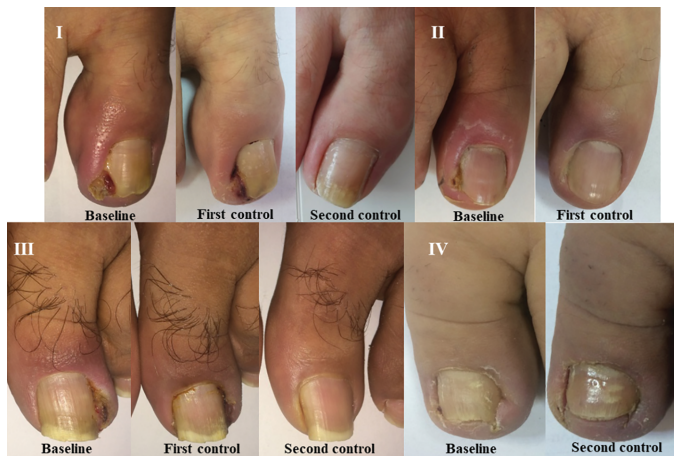 I
II
Baseline
First control
Second control
Baseline
First control
III
IV
Baseline
First control
Second control
Baseline
Second control